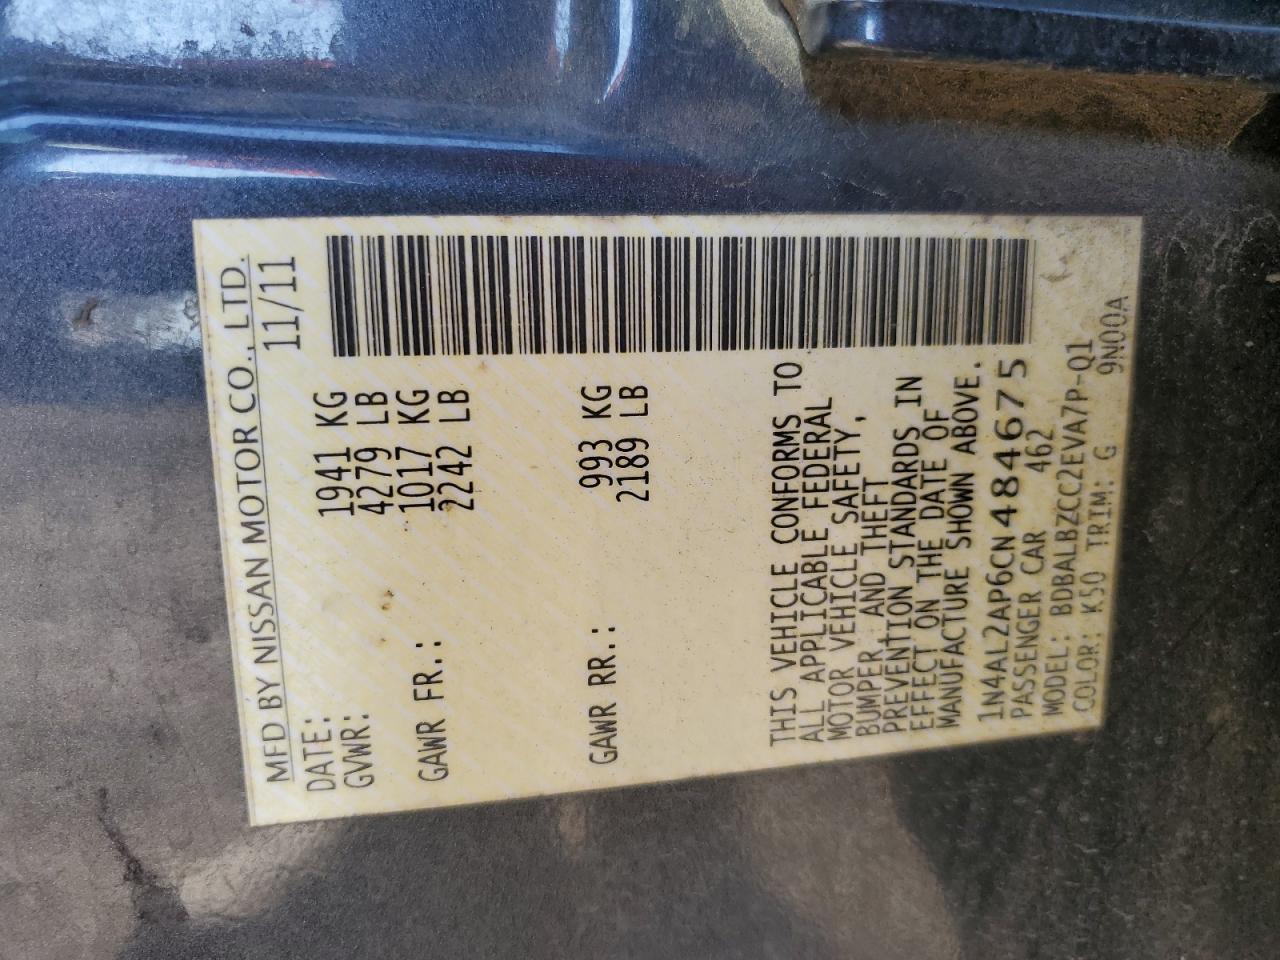 MFD BY NISSAN MOTOR CO., LTD.
DATE: 11/11
GVWR: 1941 KG
4279 LB
GAWR FR.: 1017 KG
2242 LB
GAWR RR.: 993 KG
2189 LB
THIS VEHICLE CONFORMS TO
ALL APPLICABLE FEDERAL
MOTOR VEHICLE SAFETY,
BUMPER AND THEFT
PREVENTION STANDARDS IN
EFFECT ON THE DATE OF
MANUFACTURE SHOWN ABOVE.
1N4AL2AP6CN484675
PASSENGER CAR 462
MODEL: BDBALBZCC2EVA7P-Q1
COLOR: K50 TRIM: G 9N00A